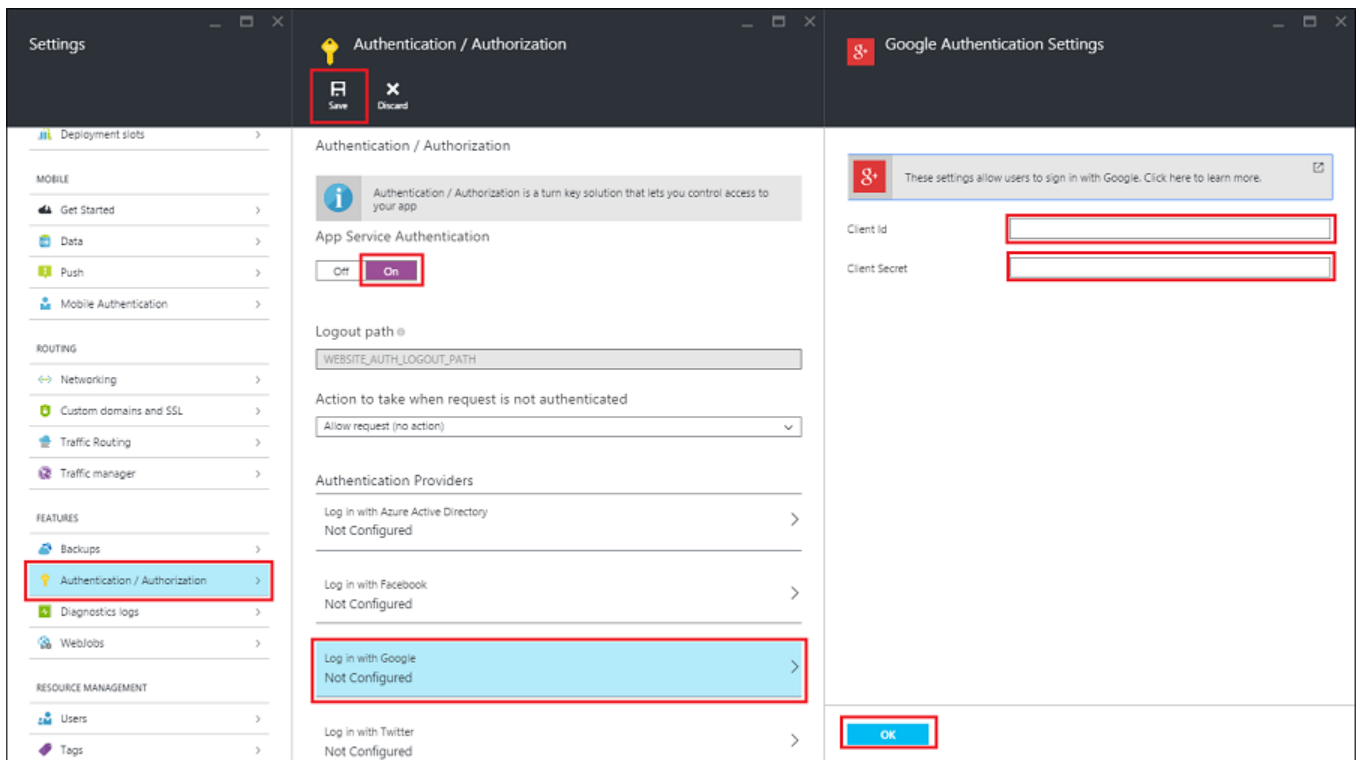 Settings
Deployment slots
MOBILE
Get Started
Data
Push
Mobile Authentication
ROUTING
Networking
Custom domains and SSL
Traffic Routing
Traffic manager
FEATURES
Backups
Authentication / Authorization
Diagnostics logs
WebJobs
RESOURCE MANAGEMENT
Users
Tags
Authentication / Authorization
Save
Discard
Authentication / Authorization
Authentication / Authorization is a turn key solution that lets you control access to
your app
App Service Authentication
Off
On
Logout path
WEBSITE_AUTH_LOGOUT_PATH
Action to take when request is not authenticated
Allow request (no action)
Authentication Providers
Log in with Azure Active Directory
Not Configured
Log in with Facebook
Not Configured
Log in with Google
Not Configured
Log in with Twitter
Not Configured
g+
Google Authentication Settings
g+
These settings allow users to sign in with Google. Click here to learn more.
Client Id
Client Secret
OK